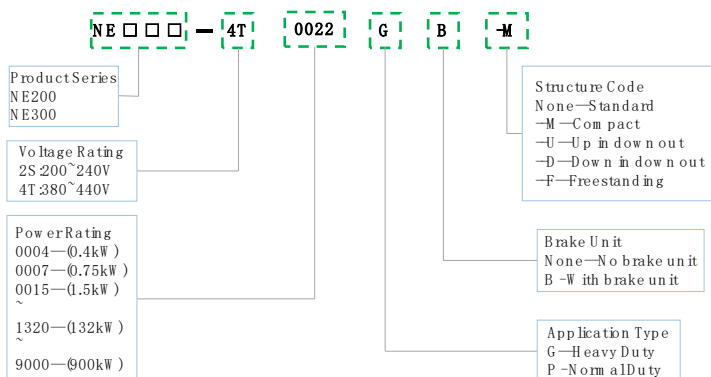 NE□□□ — 4T 0022 G B -M
Product Series
NE200
NE300
Voltage Rating
2S:200~240V
4T:380~440V
Power Rating
0004—(0.4kW)
0007—(0.75kW)
0015—(1.5kW)
~
1320—(132kW)
~
9000—(900kW)
Structure Code
None—Standard
-M—Compact
-U—Up in down out
-D—Down in down out
-F—Freestanding
Brake Unit
None—No brake unit
B -With brake unit
Application Type
G—Heavy Duty
P -Normal Duty